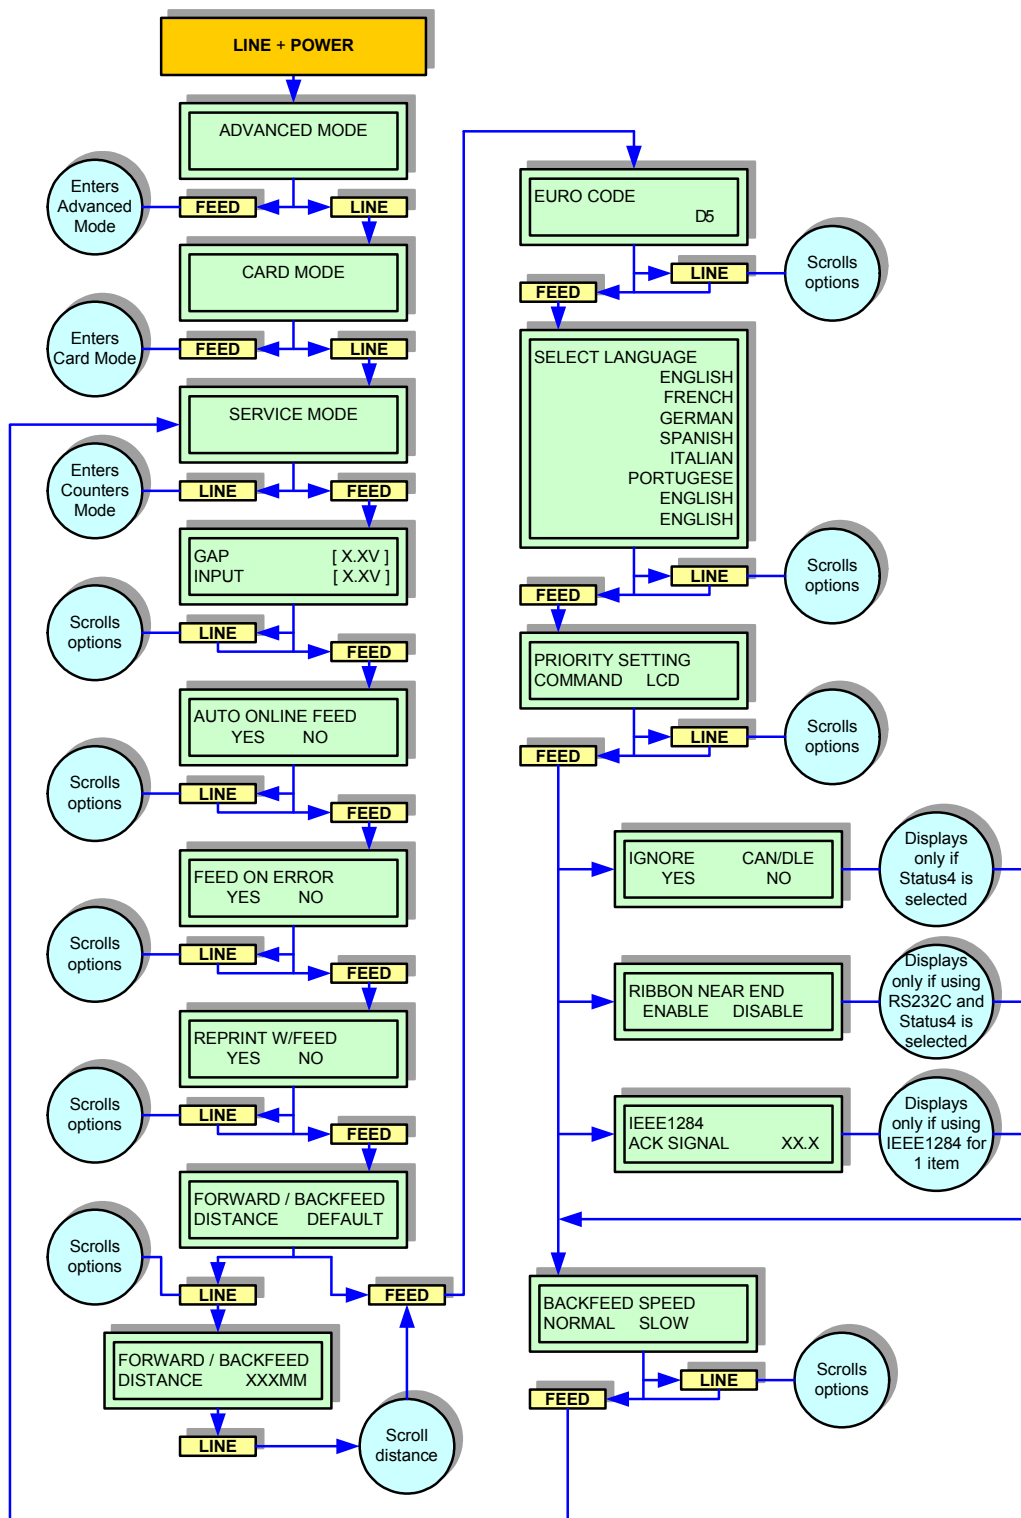 LINE + POWER
ADVANCED MODE
Enters
Advanced
Mode
FEED
LINE
CARD MODE
Enters
Card Mode
FEED
LINE
SERVICE MODE
Enters
Counters
Mode
LINE
FEED
GAP [ X.XV ]
INPUT [ X.XV ]
Scrolls
options
LINE
FEED
AUTO ONLINE FEED
YES NO
Scrolls
options
LINE
FEED
FEED ON ERROR
YES NO
Scrolls
options
LINE
FEED
REPRINT W/FEED
YES NO
Scrolls
options
LINE
FEED
FORWARD / BACKFEED
DISTANCE DEFAULT
Scrolls
options
LINE
FEED
FORWARD / BACKFEED
DISTANCE XXXMM
LINE
Scroll
distance
EURO CODE
D5
LINE
Scrolls
options
FEED
SELECT LANGUAGE
ENGLISH
FRENCH
GERMAN
SPANISH
ITALIAN
PORTUGESE
ENGLISH
ENGLISH
LINE
Scrolls
options
FEED
PRIORITY SETTING
COMMAND LCD
LINE
Scrolls
options
FEED
IGNORE CAN/DLE
YES NO
Displays
only if
Status4 is
selected
RIBBON NEAR END
ENABLE DISABLE
Displays
only if using
RS232C and
Status4 is
selected
IEEE1284
ACK SIGNAL XX.X
Displays
only if using
IEEE1284 for
1 item
BACKFEED SPEED
NORMAL SLOW
LINE
Scrolls
options
FEED